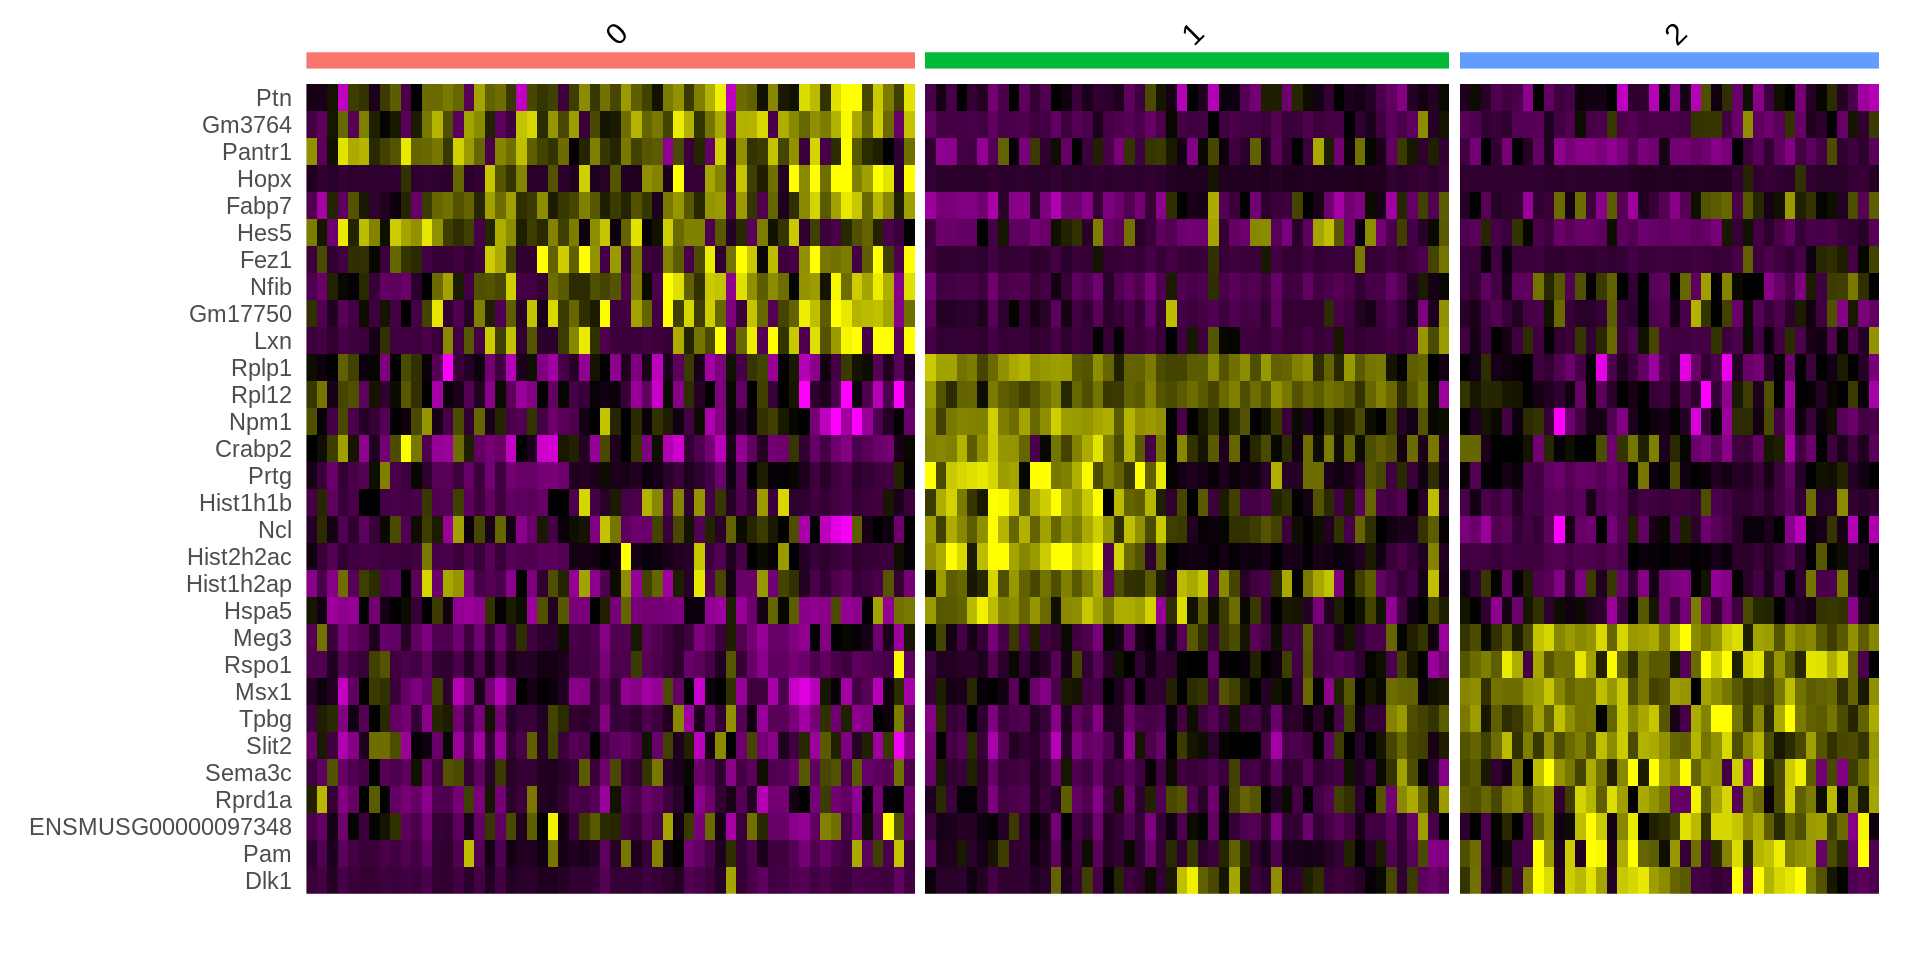 0 1 2
Ptn
Gm3764
Pantr1
Hopx
Fabp7
Hes5
Fez1
Nfib
Gm17750
Lxn
Rplp1
Rpl12
Npm1
Crabp2
Prtg
Hist1h1b
Ncl
Hist2h2ac
Hist1h2ap
Hspa5
Meg3
Rspo1
Msx1
Tpbg
Slit2
Sema3c
Rprd1a
ENSMUSG00000097348
Pam
Dlk1